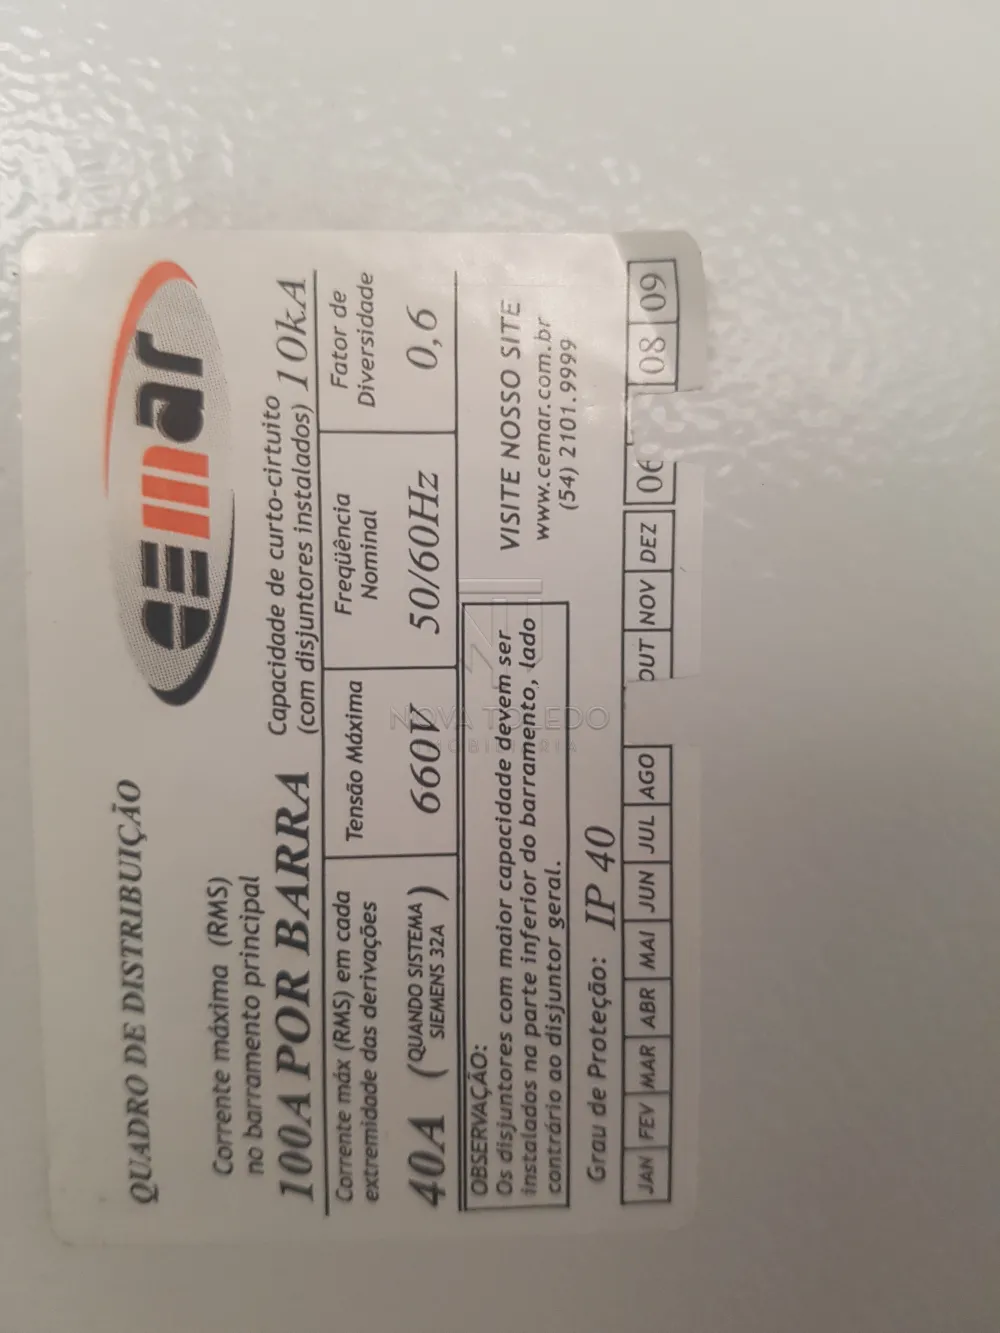 QUADRO DE DISTRIBUIÇÃO
cemar
Corrente máxima (RMS)
no barramento principal
100A POR BARRA
Capacidade de curto-cirtuito
(com disjuntores instalados) 10kA
Corrente máx (RMS) em cada
extremidade das derivações
40A (QUANDO SISTEMA
SIEMENS 32A)
Tensão Máxima
660V
Freqüência
Nominal
50/60Hz
Fator de
Diversidade
0,6
OBSERVAÇÃO:
Os disjuntores com maior capacidade devem ser
instalados na parte inferior do barramento, lado
contrário ao disjuntor geral.
VISITE NOSSO SITE
www.cemar.com.br
(54) 2101.9999
Grau de Proteção: IP 40
JAN FEV MAR ABR MAI JUN JUL AGO OUT NOV DEZ 06 08 09
NOVA TOLEDO
IMOBILIÁRIA